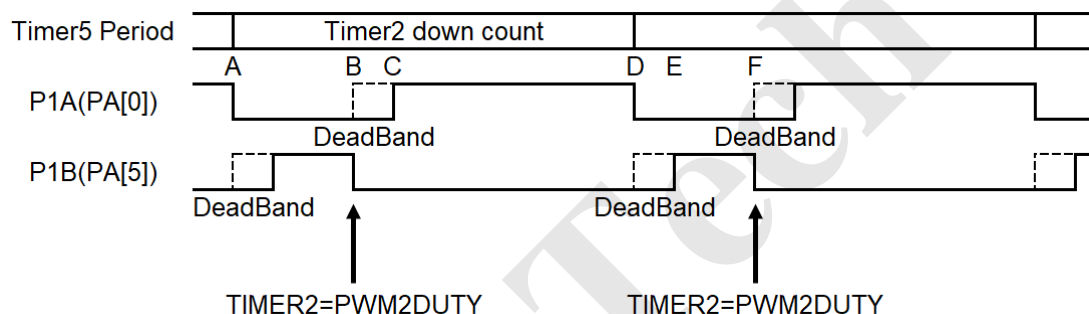 Timer5 Period
Timer2 down count
A B C D E F
P1A(PA[0])
DeadBand DeadBand
P1B(PA[5])
DeadBand DeadBand
TIMER2=PWM2DUTY TIMER2=PWM2DUTY
Tech